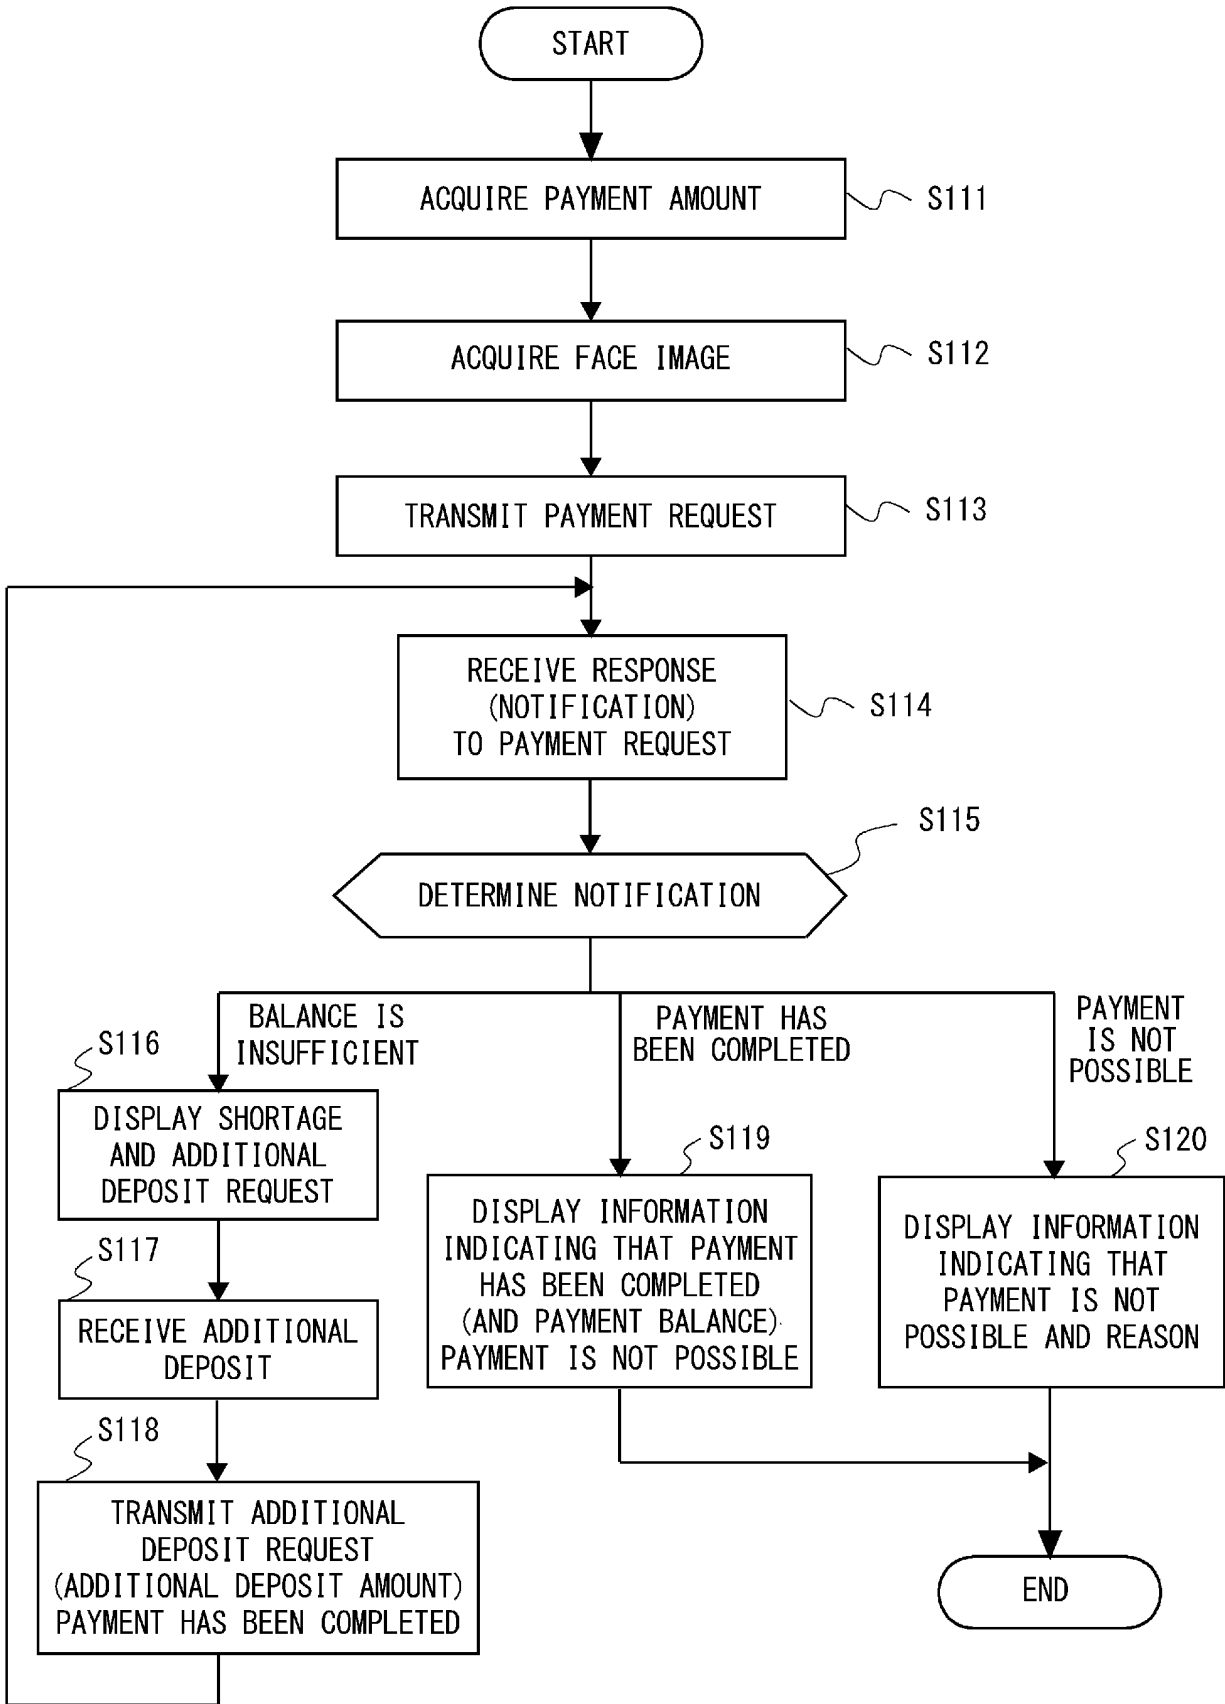 START
ACQUIRE PAYMENT AMOUNT
S111
ACQUIRE FACE IMAGE
S112
TRANSMIT PAYMENT REQUEST
S113
RECEIVE RESPONSE
(NOTIFICATION)
TO PAYMENT REQUEST
S114
S115
DETERMINE NOTIFICATION
BALANCE IS
INSUFFICIENT
PAYMENT HAS
BEEN COMPLETED
PAYMENT
IS NOT
POSSIBLE
S116
DISPLAY SHORTAGE
AND ADDITIONAL
DEPOSIT REQUEST
S117
RECEIVE ADDITIONAL
DEPOSIT
S118
TRANSMIT ADDITIONAL
DEPOSIT REQUEST
(ADDITIONAL DEPOSIT AMOUNT)
PAYMENT HAS BEEN COMPLETED
S119
DISPLAY INFORMATION
INDICATING THAT PAYMENT
HAS BEEN COMPLETED
(AND PAYMENT BALANCE)
PAYMENT IS NOT POSSIBLE
S120
DISPLAY INFORMATION
INDICATING THAT
PAYMENT IS NOT
POSSIBLE AND REASON
END